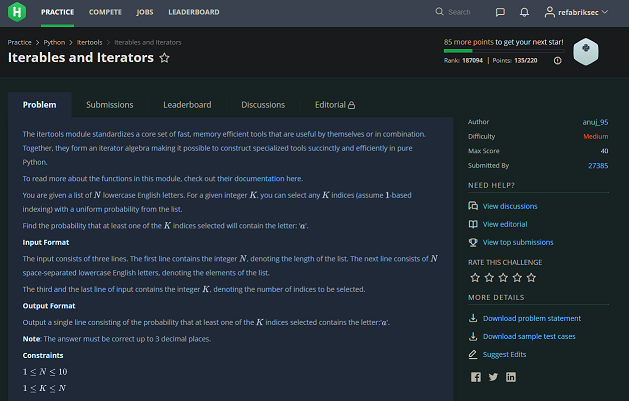 H PRACTICE COMPETE JOBS LEADERBOARD Search refabriksec
Practice > Python > Itertools > Iterables and Iterators
85 more points to get your next star!
Iterables and Iterators
Rank: 187094 | Points: 135/220
Problem Submissions Leaderboard Discussions Editorial
The itertools module standardizes a core set of fast, memory efficient tools that are useful by themselves or in combination.
Together, they form an iterator algebra making it possible to construct specialized tools succinctly and efficiently in pure
Python.
To read more about the functions in this module, check out their documentation here.
You are given a list of N lowercase English letters. For a given integer K, you can select any K indices (assume 1-based
indexing) with a uniform probability from the list.
Find the probability that at least one of the K indices selected will contain the letter: 'a'.
Input Format
The input consists of three lines. The first line contains the integer N, denoting the length of the list. The next line consists of N
space-separated lowercase English letters, denoting the elements of the list.
The third and the last line of input contains the integer K, denoting the number of indices to be selected.
Output Format
Output a single line consisting of the probability that at least one of the K indices selected contains the letter:'a'.
Note: The answer must be correct up to 3 decimal places.
Constraints
1 ≤ N ≤ 10
1 ≤ K ≤ N
Author anuj_95
Difficulty Medium
Max Score 40
Submitted By 27385
NEED HELP?
View discussions
View editorial
View top submissions
RATE THIS CHALLENGE
MORE DETAILS
Download problem statement
Download sample test cases
Suggest Edits